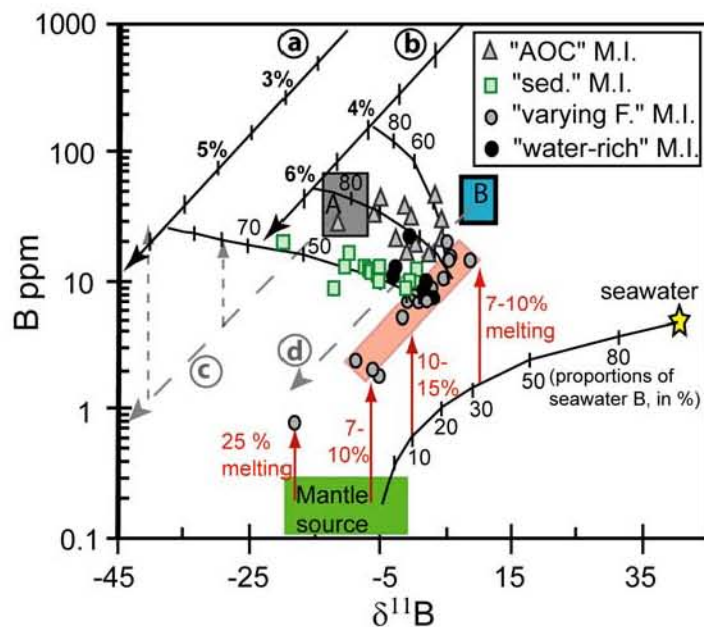 1000
100
10
1
0.1
B ppm
-45
-25
-5
15
35
δ11B
a
b
c
d
3%
5%
4%
6%
80
60
80
A
B
70
50
"AOC" M.I.
"sed." M.I.
"varying F." M.I.
"water-rich" M.I.
seawater
7-10%
melting
10-
15%
7-
10%
25 %
melting
Mantle
source
10
20
30
50
80
(proportions of
seawater B, in %)